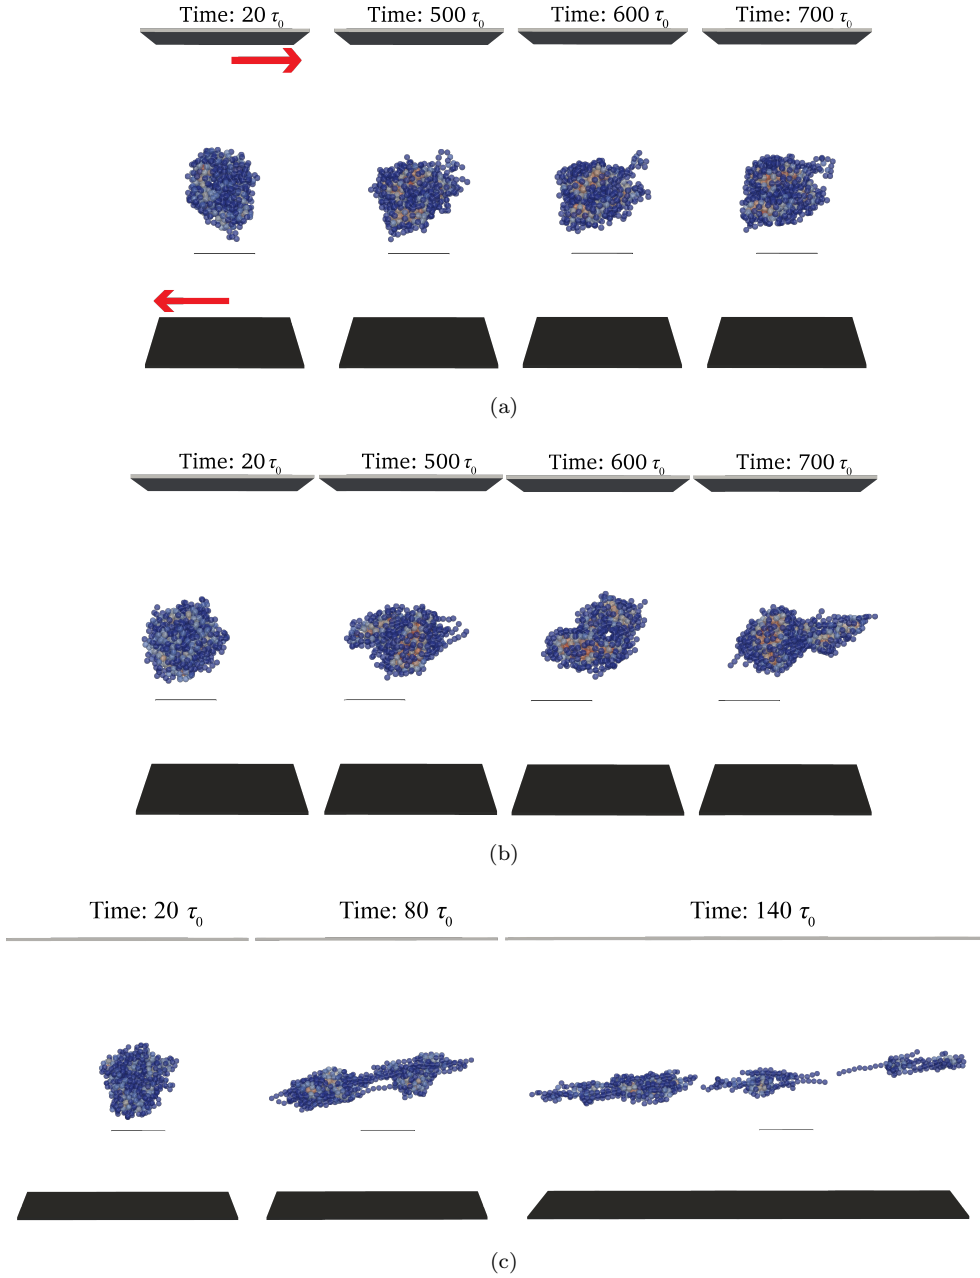 Time: 20 τ₀ Time: 500 τ₀ Time: 600 τ₀ Time: 700 τ₀
(a)
Time: 20 τ₀ Time: 500 τ₀ Time: 600 τ₀ Time: 700 τ₀
(b)
Time: 20 τ₀ Time: 80 τ₀ Time: 140 τ₀
(c)